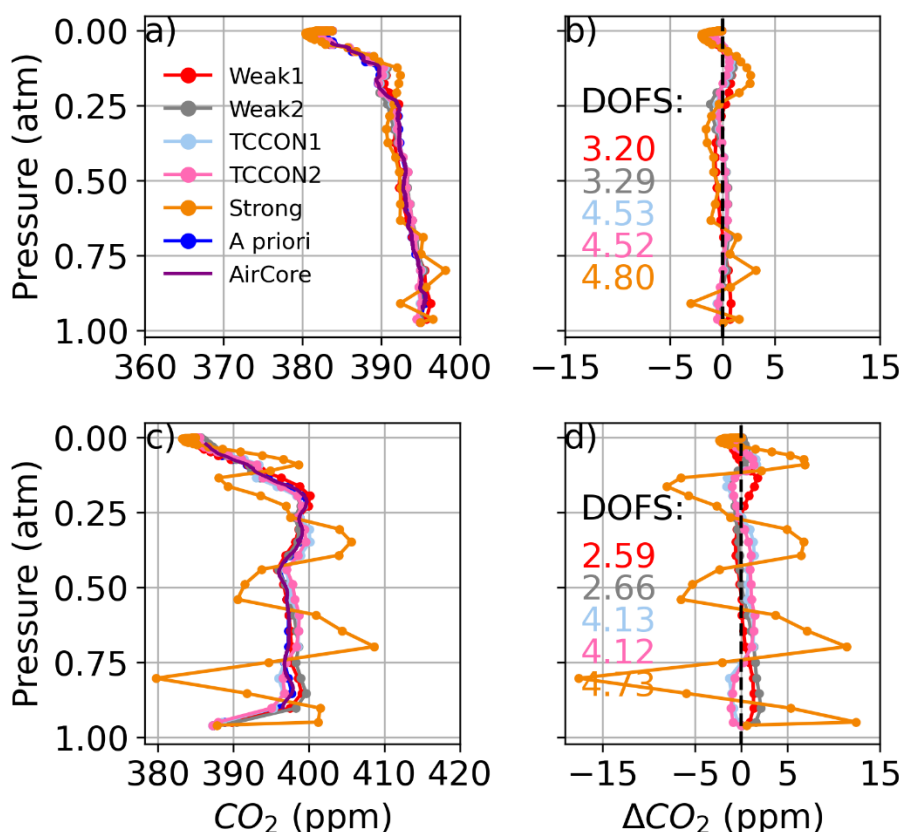 a)
b)
Pressure (atm)
0.00
0.25
0.50
0.75
1.00
Weak1
Weak2
TCCON1
TCCON2
Strong
A priori
AirCore
360 370 380 390 400
DOFS:
3.20
3.29
4.53
4.52
4.80
−15 −5 0 5 15
c)
d)
Pressure (atm)
0.00
0.25
0.50
0.75
1.00
380 390 400 410 420
CO₂ (ppm)
DOFS:
2.59
2.66
4.13
4.12
4.73
−15 −5 0 5 15
ΔCO₂ (ppm)